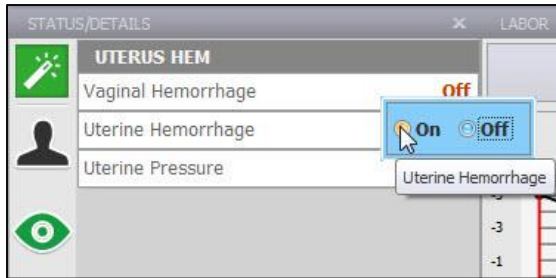 STATUS/DETAILS
LABOR
UTERUS HEM
Vaginal Hemorrhage Off
Uterine Hemorrhage On Off
Uterine Pressure
Uterine Hemorrhage
-3
-1